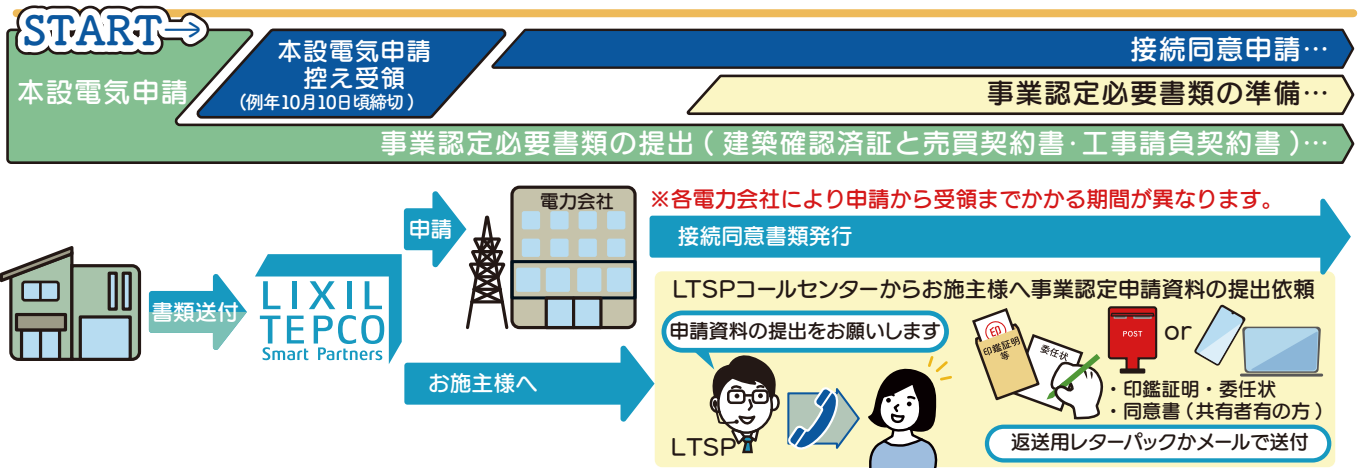 START→
本設電気申請
本設電気申請
控え受領
(例年10月10日頃締切)
接続同意申請…
事業認定必要書類の準備…
事業認定必要書類の提出(建築確認済証と売買契約書・工事請負契約書)…
書類送付
LIXIL
TEPCO
Smart Partners
申請
電力会社
※各電力会社により申請から受領までかかる期間が異なります。
接続同意書類発行
お施主様へ
LTSPコールセンターからお施主様へ事業認定申請資料の提出依頼
申請資料の提出をお願いします
LTSP
印
印鑑証明
等
委任状
POST
or
・印鑑証明・委任状
・同意書(共有者有の方)
返送用レターパックかメールで送付